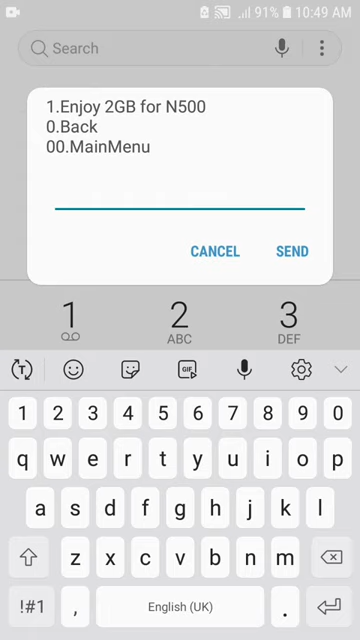 91% 10:49 AM
Search
1.Enjoy 2GB for N500
0.Back
00.MainMenu
CANCEL SEND
1 2 3
ABC DEF
T GIF
1 2 3 4 5 6 7 8 9 0
q w e r t y u i o p
a s d f g h j k l
z x c v b n m
!#1 , English (UK) .